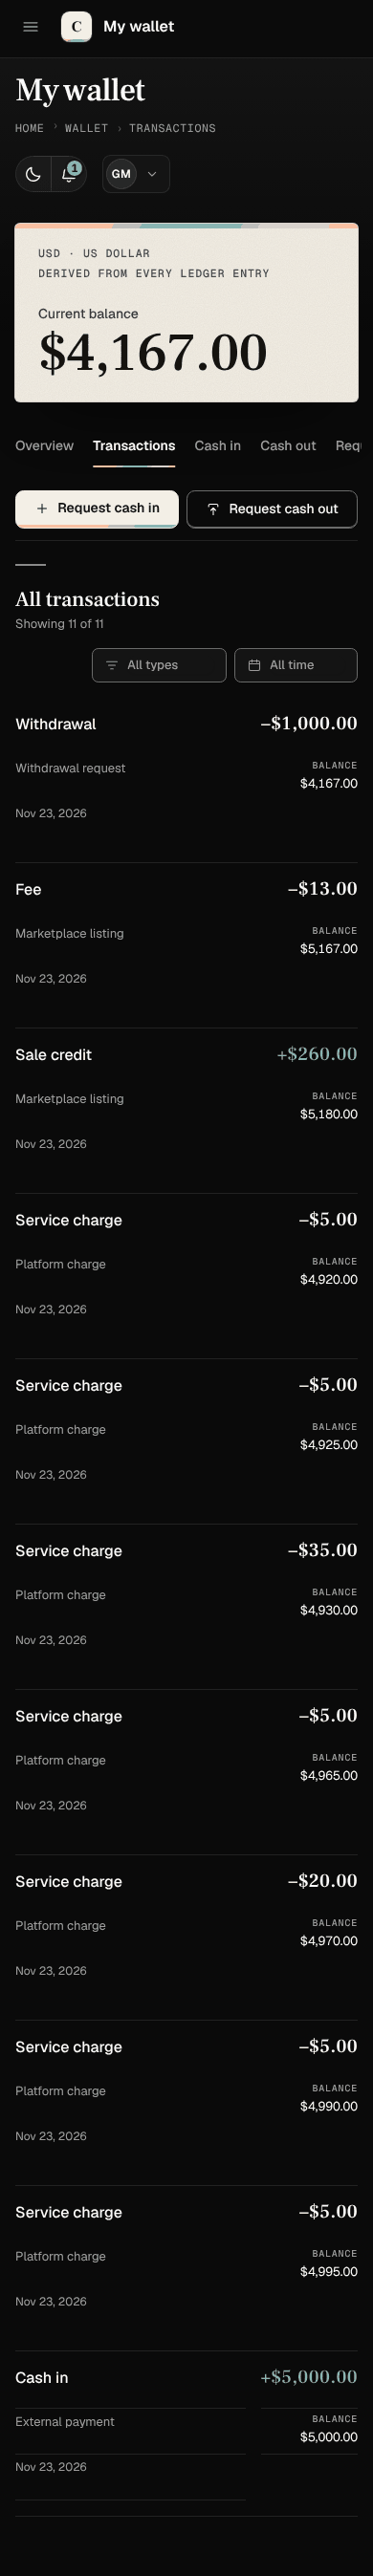 C My wallet
My wallet
HOME › WALLET › TRANSACTIONS
1
GM
USD · US DOLLAR
DERIVED FROM EVERY LEDGER ENTRY
Current balance
$4,167.00
Overview Transactions Cash in Cash out Req
+ Request cash in Request cash out
All transactions
Showing 11 of 11
All types All time
Withdrawal –$1,000.00
Withdrawal request BALANCE
$4,167.00
Nov 23, 2026
Fee –$13.00
Marketplace listing BALANCE
$5,167.00
Nov 23, 2026
Sale credit +$260.00
Marketplace listing BALANCE
$5,180.00
Nov 23, 2026
Service charge –$5.00
Platform charge BALANCE
$4,920.00
Nov 23, 2026
Service charge –$5.00
Platform charge BALANCE
$4,925.00
Nov 23, 2026
Service charge –$35.00
Platform charge BALANCE
$4,930.00
Nov 23, 2026
Service charge –$5.00
Platform charge BALANCE
$4,965.00
Nov 23, 2026
Service charge –$20.00
Platform charge BALANCE
$4,970.00
Nov 23, 2026
Service charge –$5.00
Platform charge BALANCE
$4,990.00
Nov 23, 2026
Service charge –$5.00
Platform charge BALANCE
$4,995.00
Nov 23, 2026
Cash in +$5,000.00
External payment BALANCE
$5,000.00
Nov 23, 2026